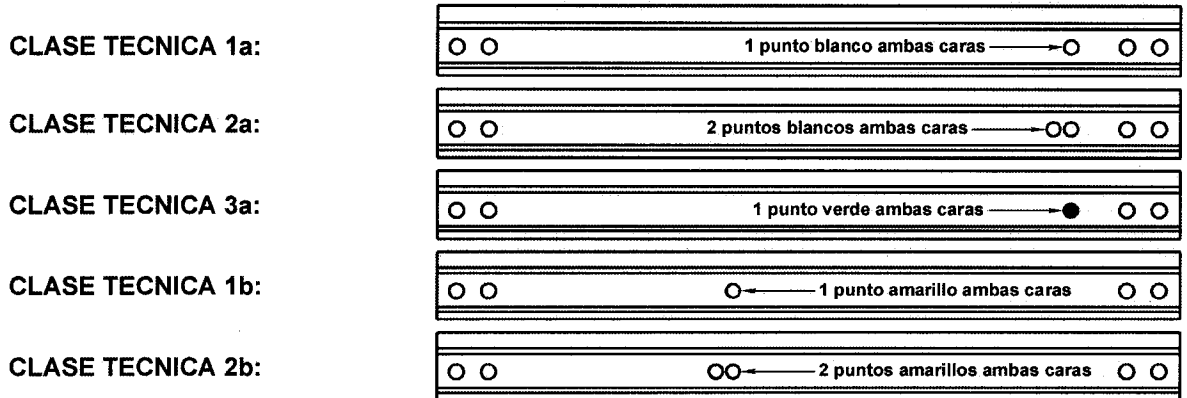 CLASE TECNICA 1a:
1 punto blanco ambas caras
CLASE TECNICA 2a:
2 puntos blancos ambas caras
CLASE TECNICA 3a:
1 punto verde ambas caras
CLASE TECNICA 1b:
1 punto amarillo ambas caras
CLASE TECNICA 2b:
2 puntos amarillos ambas caras